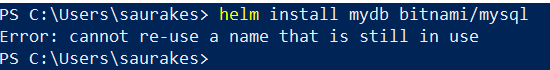 PS C:\Users\saurakes> helm install mydb bitnami/mysql
Error: cannot re-use a name that is still in use
PS C:\Users\saurakes>